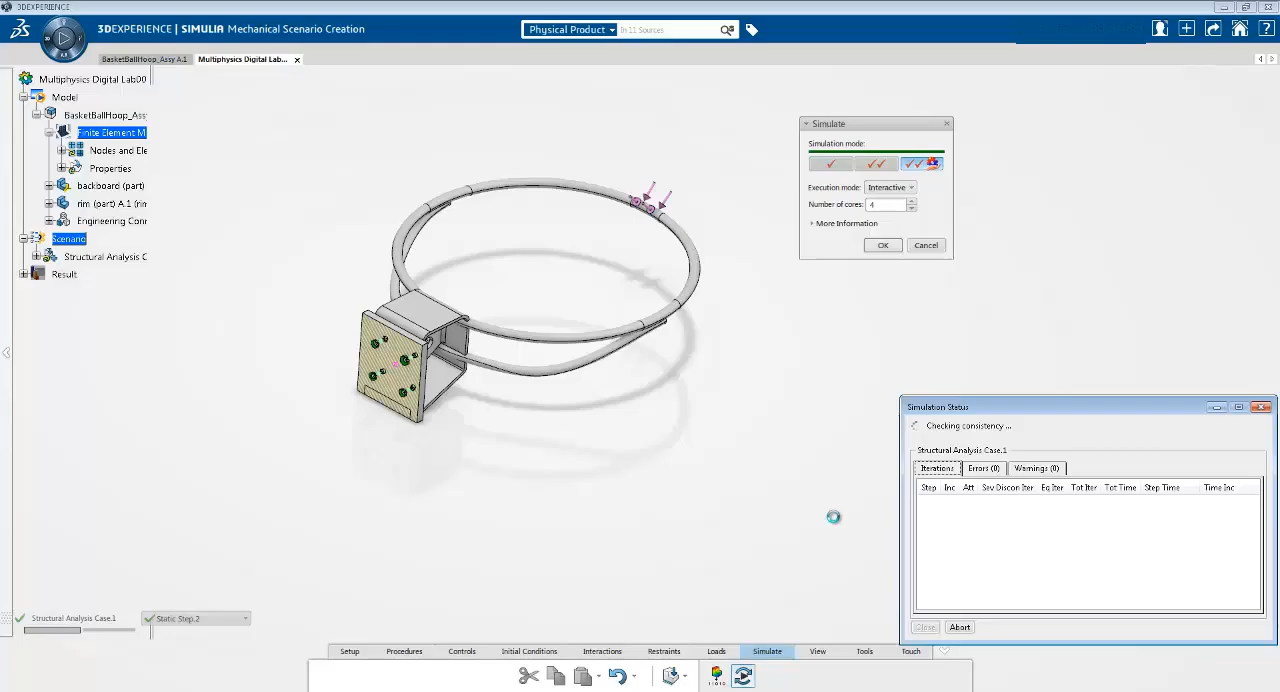 3DEXPERIENCE
3DEXPERIENCE | SIMULIA Mechanical Scenario Creation
Physical Product
In 11 Sources
BasketBallHoop_Assy A.1
Multiphysics Digital Lab...
Multiphysics Digital Lab00
Model
BasketBallHoop_Assy
Finite Element M
Nodes and Ele
Properties
backboard (part)
rim (part) A.1 (rim
Engineering Conn
Scenario
Structural Analysis C
Result
Simulate
Simulation mode:
Execution mode: Interactive
Number of cores: 4
More Information
OK
Cancel
Simulation Status
Checking consistency ...
Structural Analysis Case.1
Iterations Errors (0) Warnings (0)
Step Inc Att Sev Discon Iter Eq Iter Tot Iter Tot Time Step Time Time Inc
Close Abort
Structural Analysis Case.1
Static Step.2
Setup Procedures Controls Initial Conditions Interactions Restraints Loads Simulate View Tools Touch